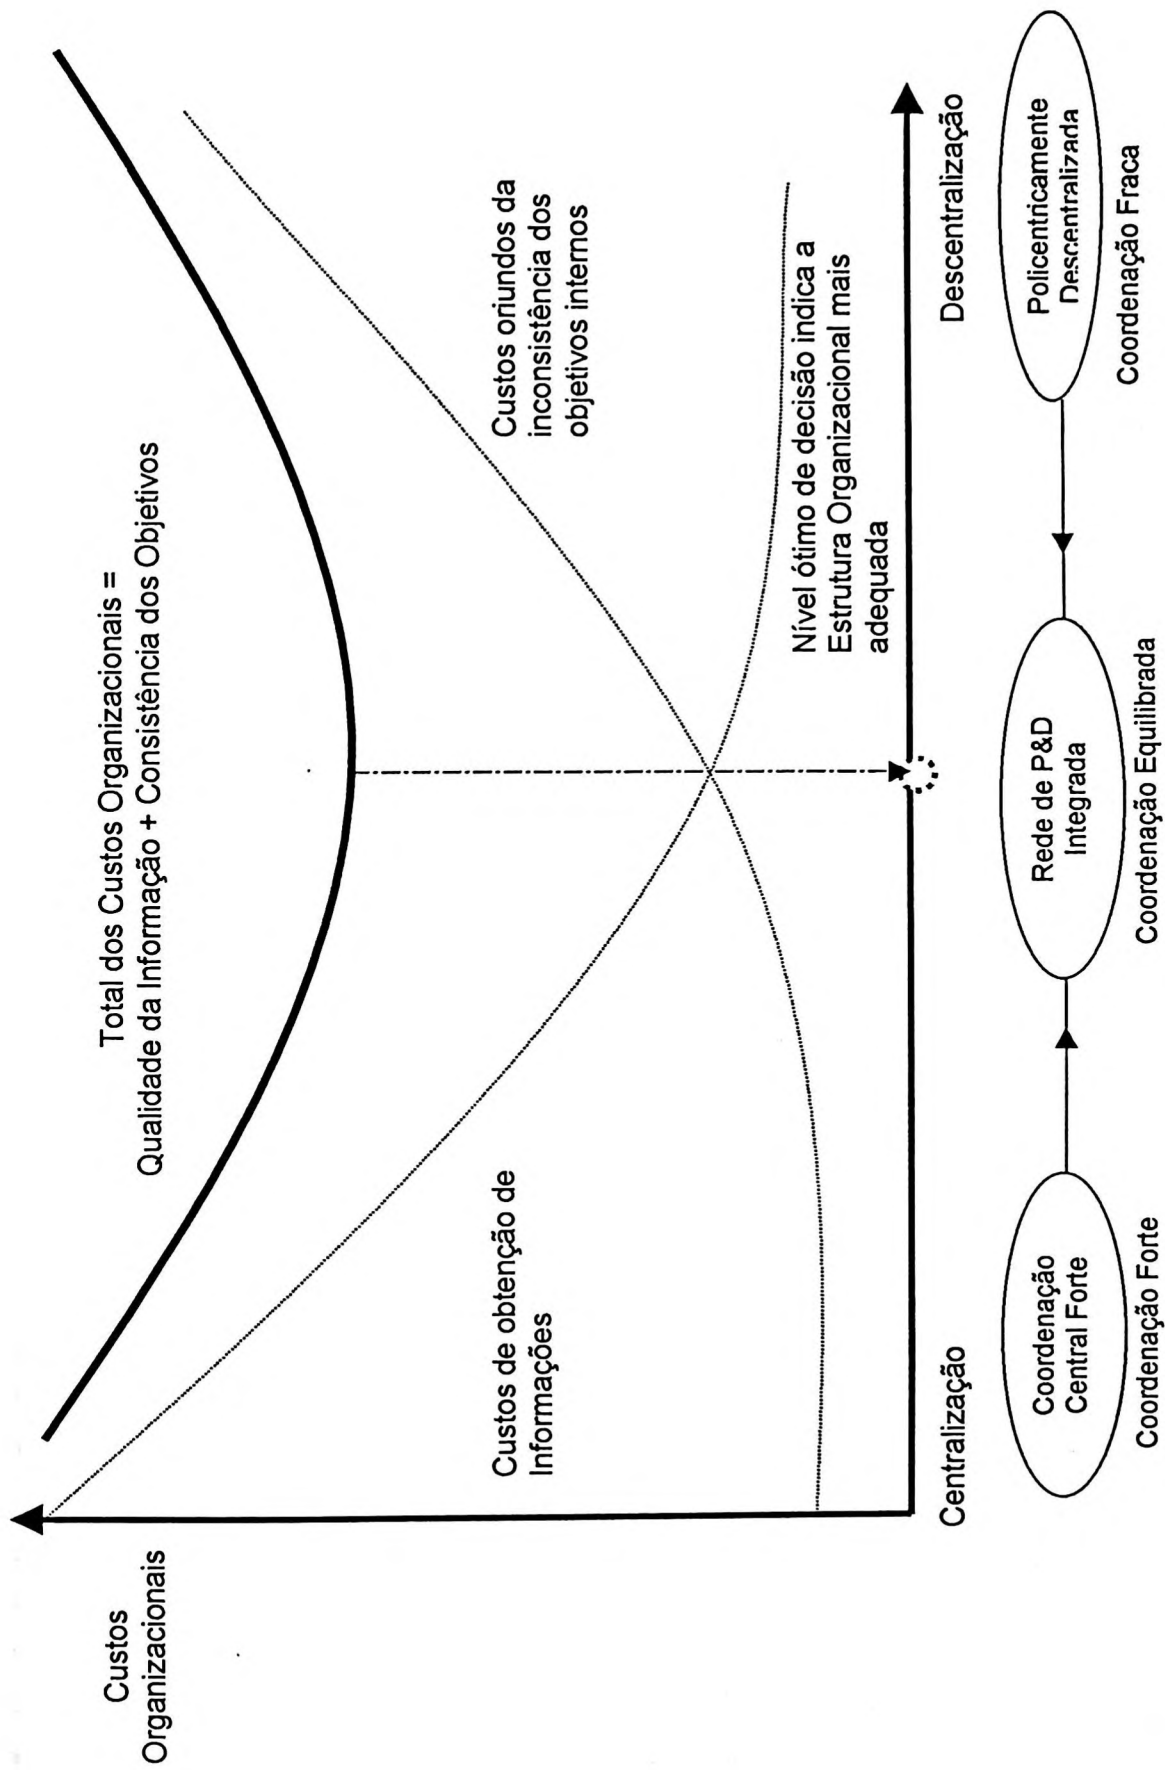 Custos
Organizacionais
Total dos Custos Organizacionais =
Qualidade da Informação + Consistência dos Objetivos
Custos de obtenção de
Informações
Custos oriundos da
inconsistência dos
objetivos internos
Nível ótimo de decisão indica a
Estrutura Organizacional mais
adequada
Centralização
Descentralização
Coordenação
Central Forte
Rede de P&D
Integrada
Policentricamente
Descentralizada
Coordenação Forte
Coordenação Equilibrada
Coordenação Fraca